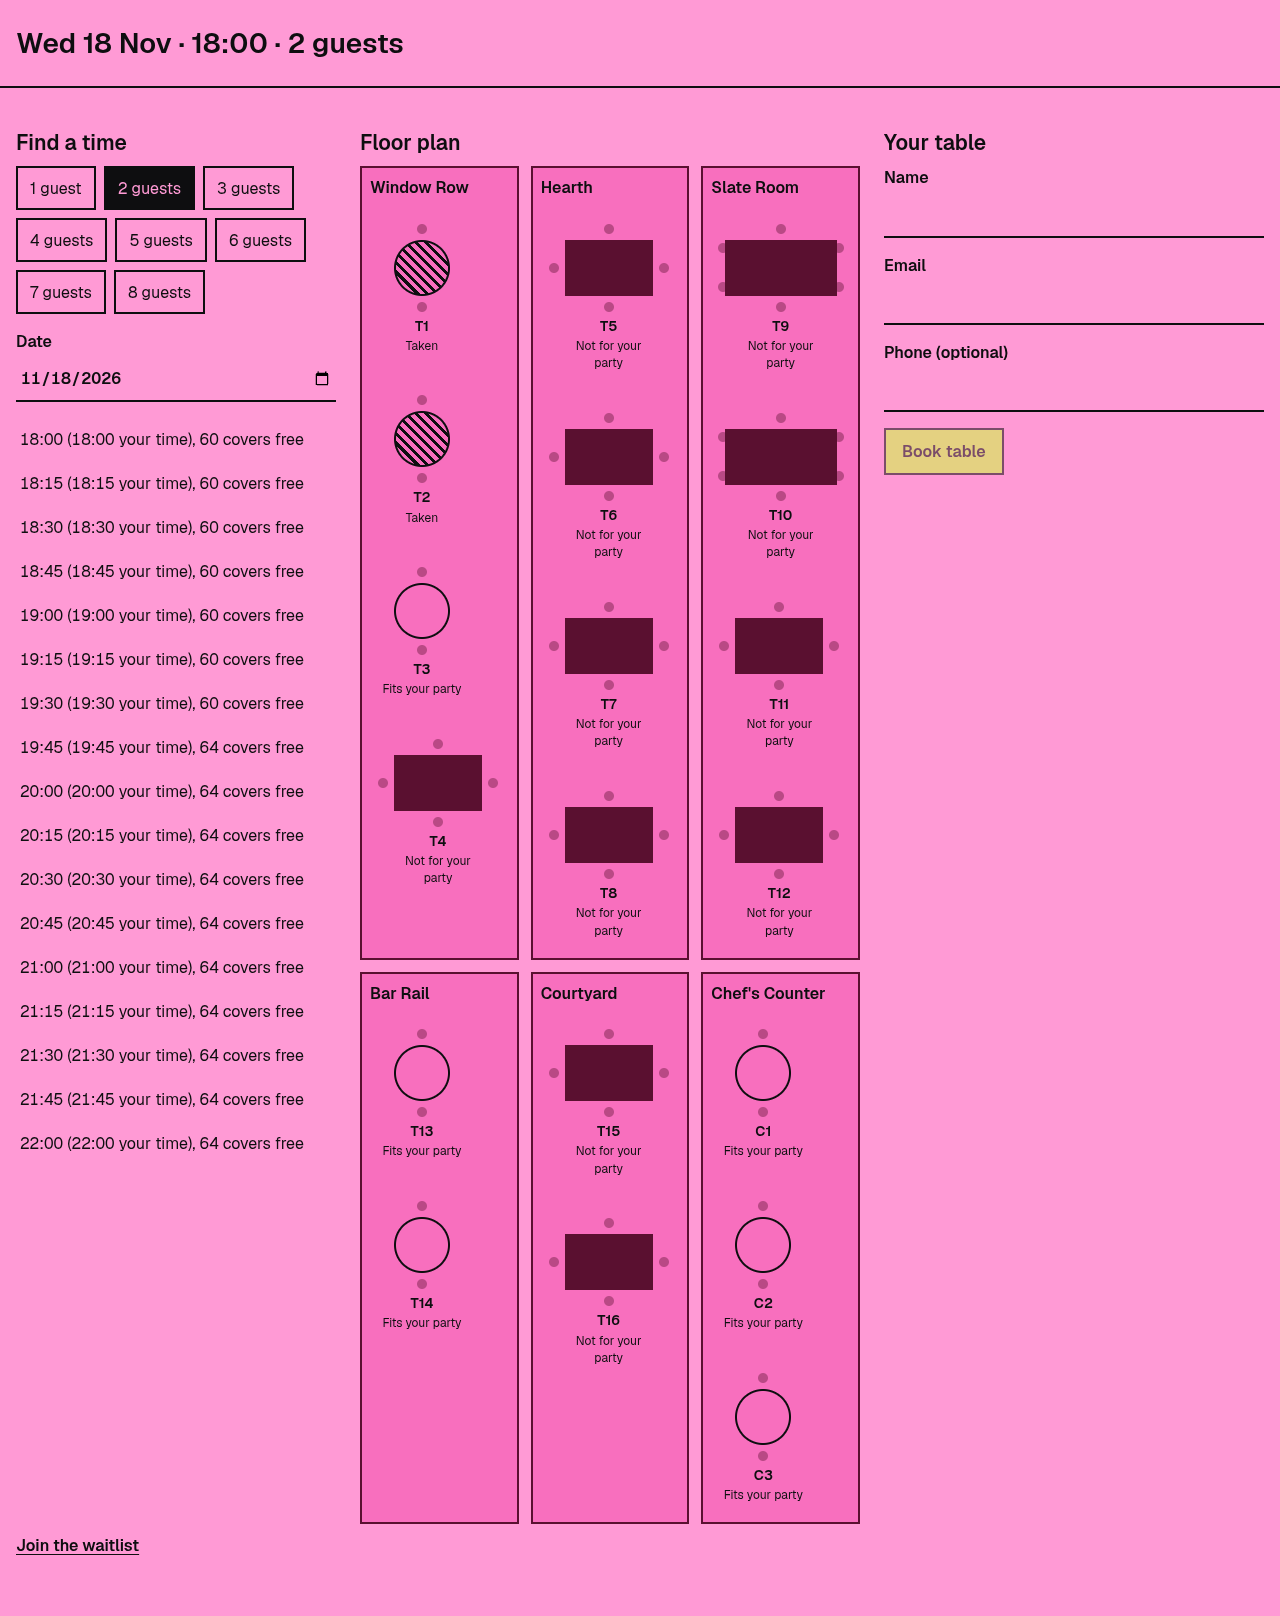 Wed 18 Nov · 18:00 · 2 guests
Find a time
1 guest
2 guests
3 guests
4 guests
5 guests
6 guests
7 guests
8 guests
Date
11/18/2026
18:00 (18:00 your time), 60 covers free
18:15 (18:15 your time), 60 covers free
18:30 (18:30 your time), 60 covers free
18:45 (18:45 your time), 60 covers free
19:00 (19:00 your time), 60 covers free
19:15 (19:15 your time), 60 covers free
19:30 (19:30 your time), 60 covers free
19:45 (19:45 your time), 64 covers free
20:00 (20:00 your time), 64 covers free
20:15 (20:15 your time), 64 covers free
20:30 (20:30 your time), 64 covers free
20:45 (20:45 your time), 64 covers free
21:00 (21:00 your time), 64 covers free
21:15 (21:15 your time), 64 covers free
21:30 (21:30 your time), 64 covers free
21:45 (21:45 your time), 64 covers free
22:00 (22:00 your time), 64 covers free
Floor plan
Window Row
T1
Taken
T2
Taken
T3
Fits your party
T4
Not for your
party
Hearth
T5
Not for your
party
T6
Not for your
party
T7
Not for your
party
T8
Not for your
party
Slate Room
T9
Not for your
party
T10
Not for your
party
T11
Not for your
party
T12
Not for your
party
Bar Rail
T13
Fits your party
T14
Fits your party
Courtyard
T15
Not for your
party
T16
Not for your
party
Chef's Counter
C1
Fits your party
C2
Fits your party
C3
Fits your party
Your table
Name
Email
Phone (optional)
Book table
Join the waitlist